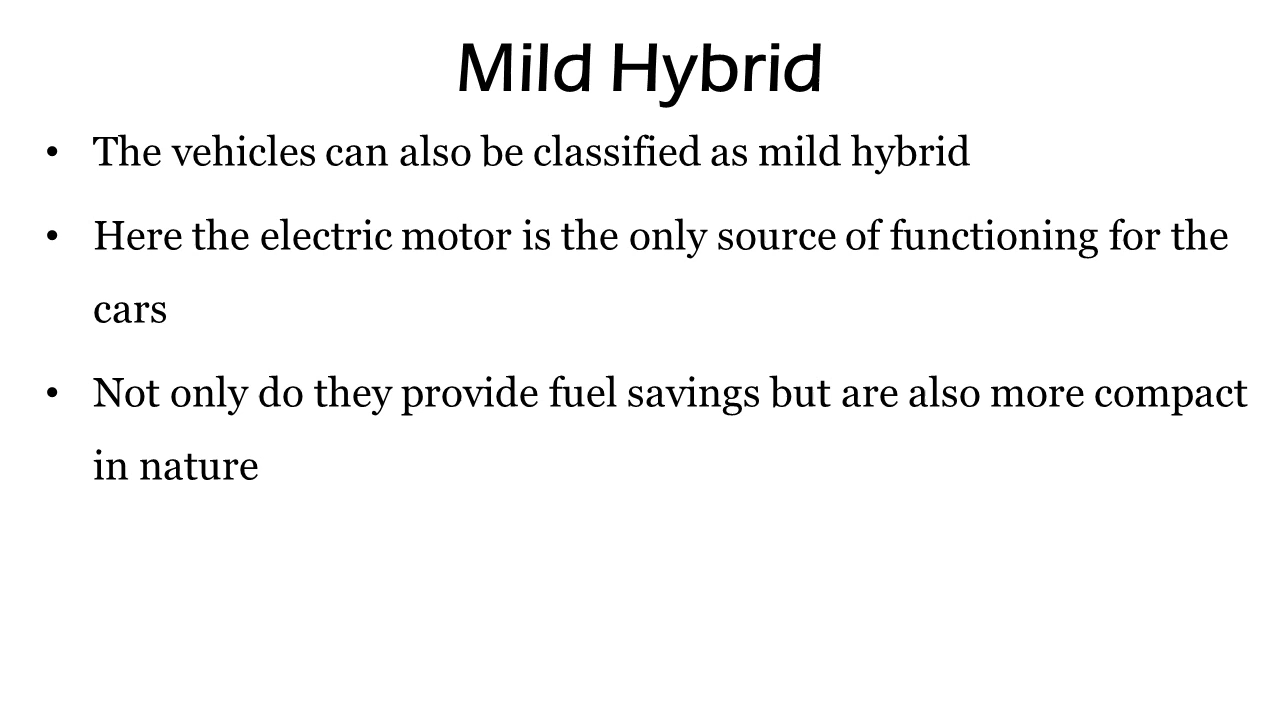 Mild Hybrid
• The vehicles can also be classified as mild hybrid
• Here the electric motor is the only source of functioning for the
cars
• Not only do they provide fuel savings but are also more compact
in nature